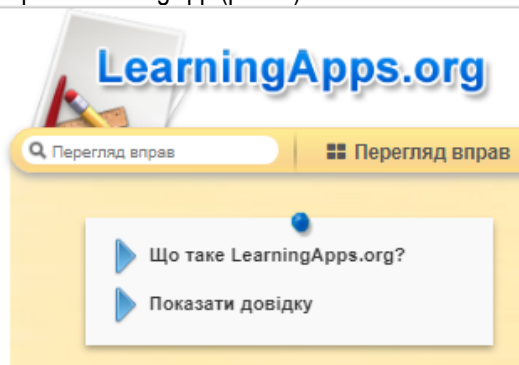 LearningApps.org
Перегляд вправ
Перегляд вправ
Що таке LearningApps.org?
Показати довідку